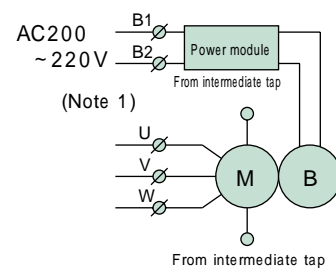 AC200 B1
~220V B2
Power module
From intermediate tap
(Note 1)
U
V
W
M B
From intermediate tap